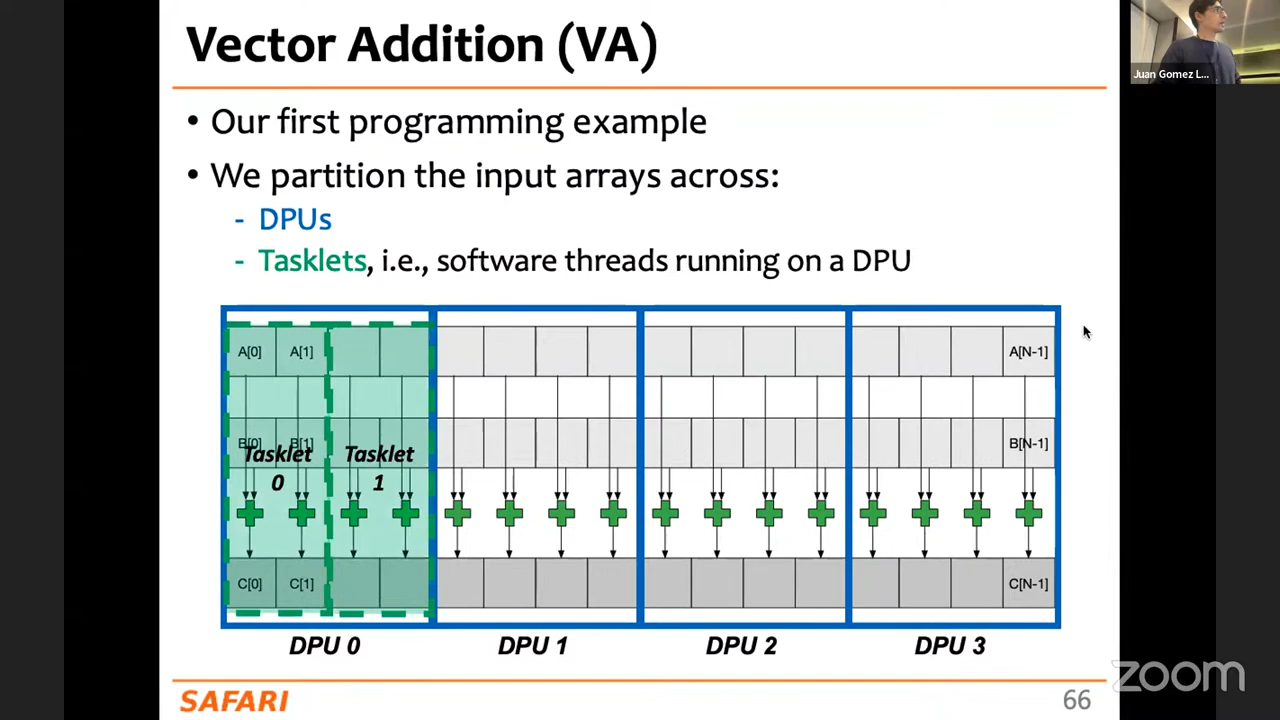 Vector Addition (VA)
Juan Gomez L...
• Our first programming example
• We partition the input arrays across:
- DPUs
- Tasklets, i.e., software threads running on a DPU
A[0] A[1] A[N-1]
B[0] B[1] B[N-1]
Tasklet 0 Tasklet 1
C[0] C[1] C[N-1]
DPU 0 DPU 1 DPU 2 DPU 3
SAFARI 66
zoom